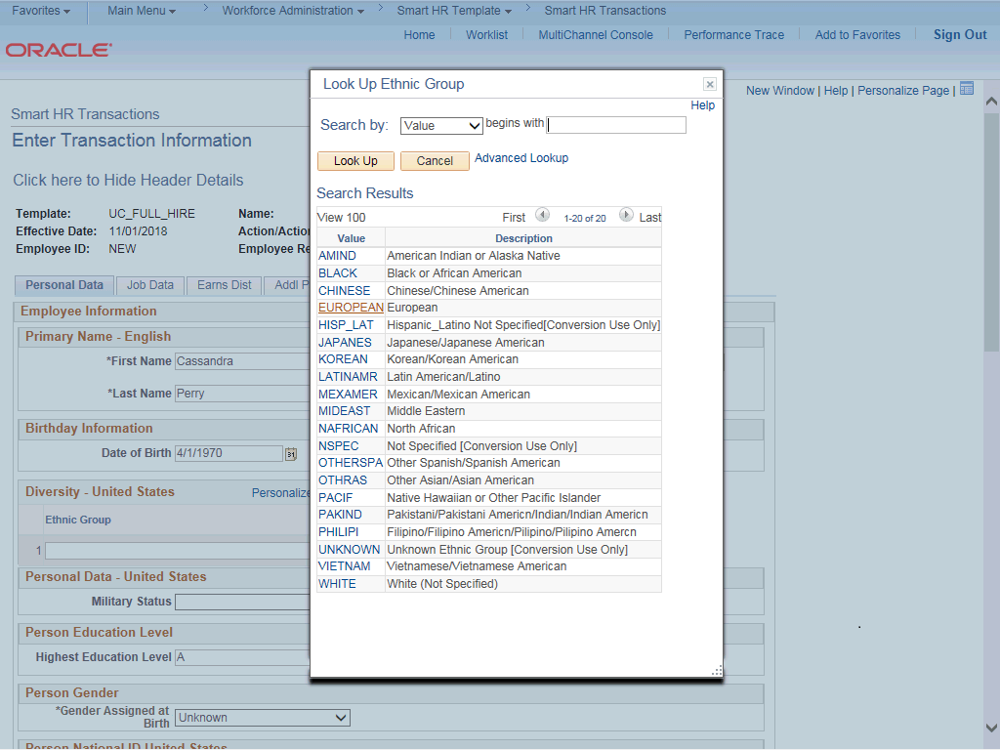 Favorites Main Menu > Workforce Administration > Smart HR Template > Smart HR Transactions
Home Worklist MultiChannel Console Performance Trace Add to Favorites Sign Out
ORACLE
New Window | Help | Personalize Page |
Smart HR Transactions
Enter Transaction Information
Click here to Hide Header Details
Template: UC_FULL_HIRE Name:
Effective Date: 11/01/2018 Action/Action
Employee ID: NEW Employee Re
Personal Data Job Data Earns Dist Addl P
Employee Information
Primary Name - English
*First Name Cassandra
*Last Name Perry
Birthday Information
Date of Birth 4/1/1970 31
Diversity - United States Personalize
Ethnic Group
1
Personal Data - United States
Military Status
Person Education Level
Highest Education Level A
Person Gender
*Gender Assigned at Birth Unknown
Person National ID United States
Look Up Ethnic Group
Help
Search by: Value begins with
Look Up Cancel Advanced Lookup
Search Results
View 100 First 1-20 of 20 Last
Value Description
AMIND American Indian or Alaska Native
BLACK Black or African American
CHINESE Chinese/Chinese American
EUROPEAN European
HISP_LAT Hispanic_Latino Not Specified[Conversion Use Only]
JAPANES Japanese/Japanese American
KOREAN Korean/Korean American
LATINAMR Latin American/Latino
MEXAMER Mexican/Mexican American
MIDEAST Middle Eastern
NAFRICAN North African
NSPEC Not Specified [Conversion Use Only]
OTHERSPA Other Spanish/Spanish American
OTHRAS Other Asian/Asian American
PACIF Native Hawaiian or Other Pacific Islander
PAKIND Pakistani/Pakistani Americn/Indian/Indian Americn
PHILIPI Filipino/Filipino Americn/Pilipino/Pilipino Amercn
UNKNOWN Unknown Ethnic Group [Conversion Use Only]
VIETNAM Vietnamese/Vietnamese American
WHITE White (Not Specified)